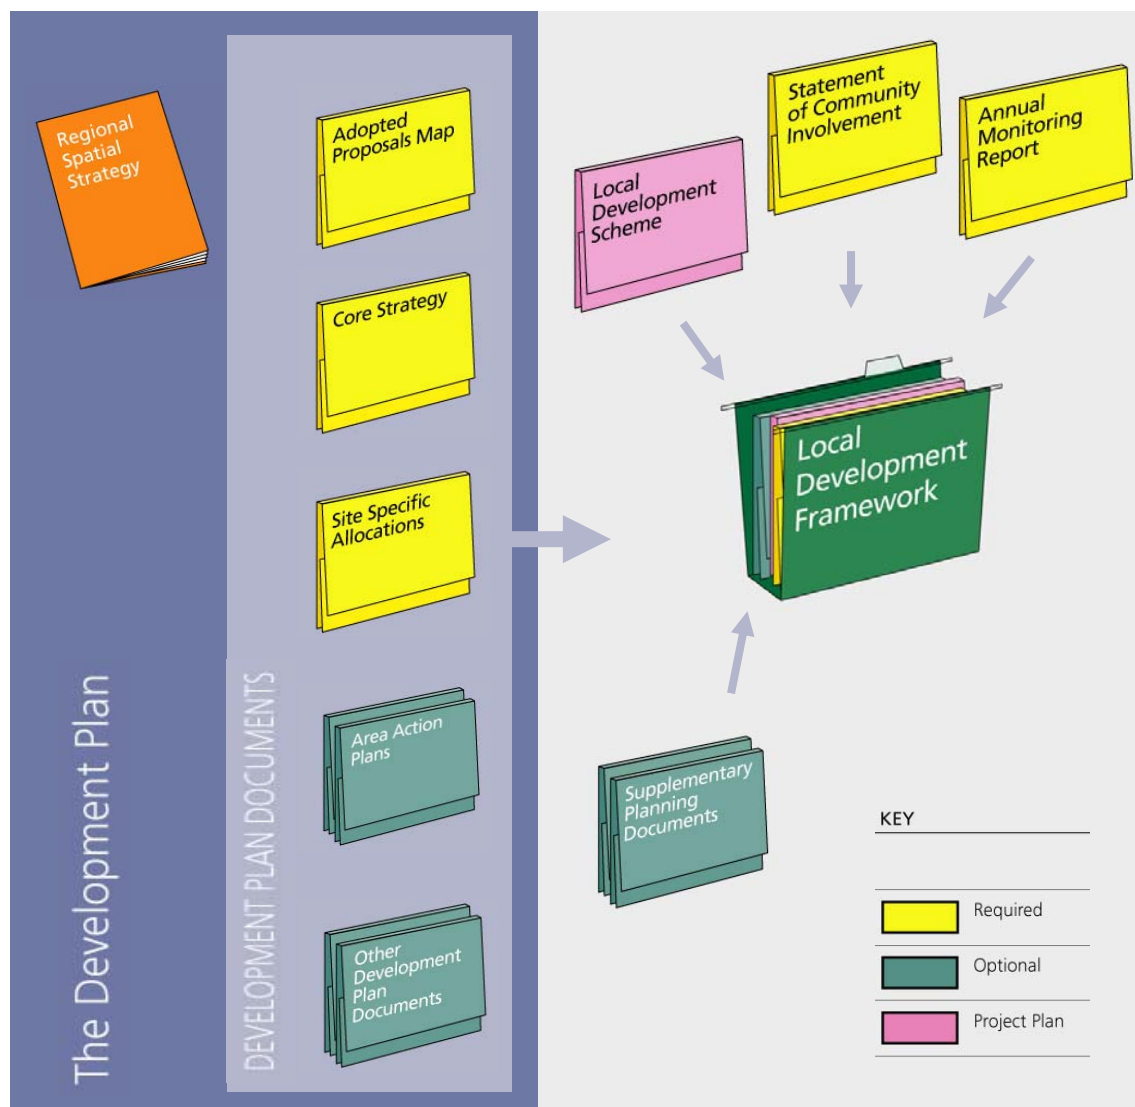 Regional
Spatial
Strategy
The Development Plan
DEVELOPMENT PLAN DOCUMENTS
Adopted
Proposals Map
Core Strategy
Site Specific
Allocations
Area Action
Plans
Other
Development
Plan
Documents
Local
Development
Scheme
Statement
of Community
Involvement
Annual
Monitoring
Report
Local
Development
Framework
Supplementary
Planning
Documents
KEY
Required
Optional
Project Plan